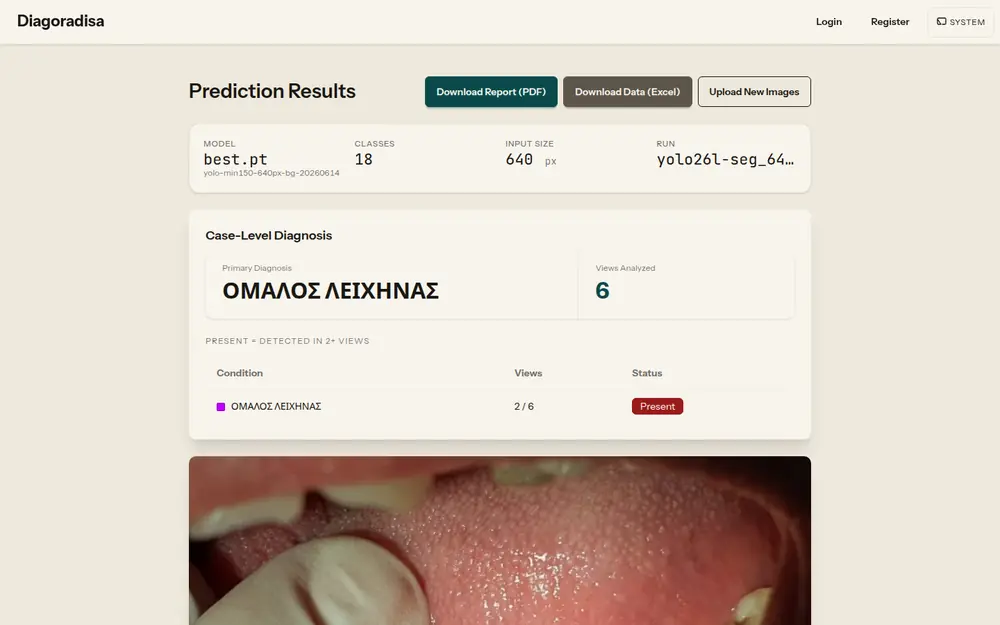 Diagoradisa
Login Register SYSTEM
Prediction Results
Download Report (PDF) Download Data (Excel) Upload New Images
MODEL CLASSES INPUT SIZE RUN
best.pt 18 640 px yolo26l-seg_64…
yolo-min150-640px-bg-20260614
Case-Level Diagnosis
Primary Diagnosis Views Analyzed
ΟΜΑΛΟΣ ΛΕΙΧΗΝΑΣ 6
PRESENT = DETECTED IN 2+ VIEWS
Condition Views Status
ΟΜΑΛΟΣ ΛΕΙΧΗΝΑΣ 2 / 6 Present